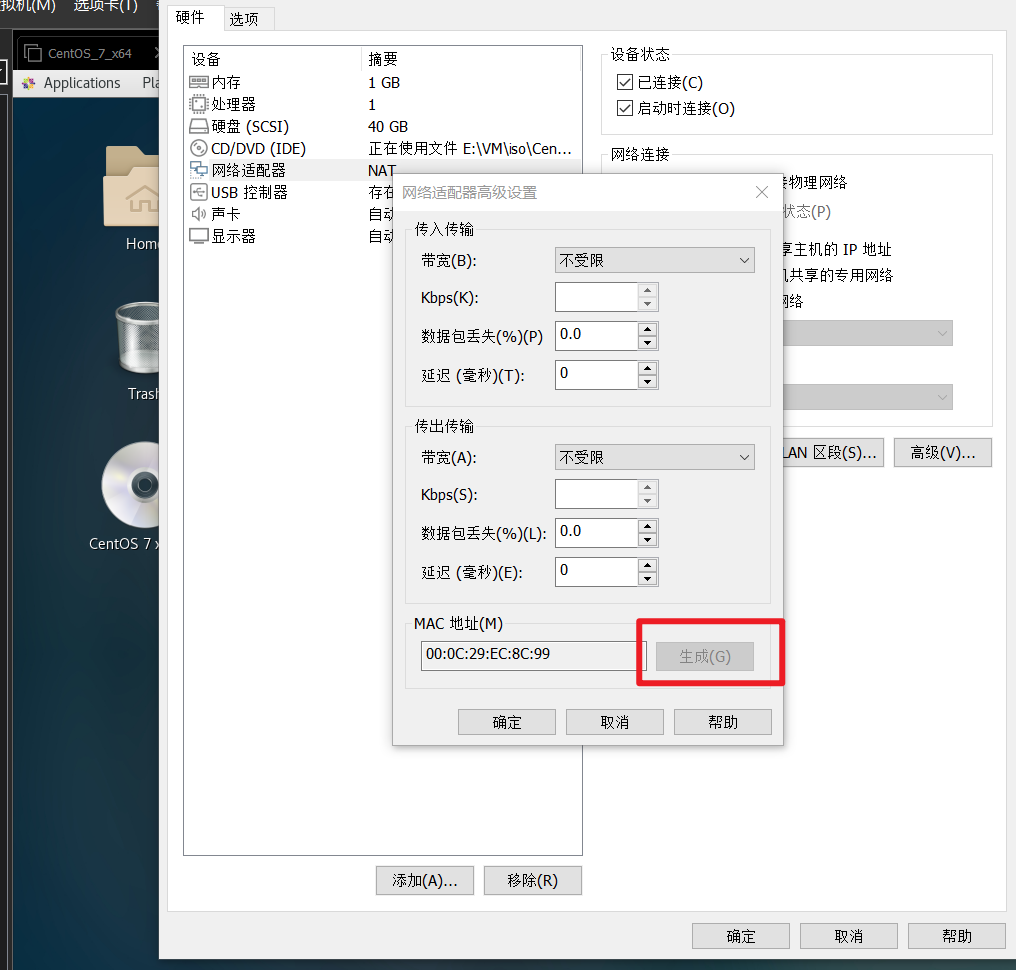 拟机(M) 选项卡(T)
硬件 选项
CentOS_7_x64
Applications
设备 摘要
内存 1 GB
处理器 1
硬盘 (SCSI) 40 GB
CD/DVD (IDE) 正在使用文件 E:\VM\iso\Cen...
网络适配器 NAT
USB 控制器 存在
声卡 自动
显示器 自动
设备状态
已连接(C)
启动时连接(O)
网络连接
接物理网络
状态(P)
享主机的 IP 地址
机共享的专用网络
网络
LAN 区段(S)... 高级(V)...
Home
Trash
CentOS 7 x
网络适配器高级设置
传入传输
带宽(B): 不受限
Kbps(K):
数据包丢失(%)(P) 0.0
延迟 (毫秒)(T): 0
传出传输
带宽(A): 不受限
Kbps(S):
数据包丢失(%)(L): 0.0
延迟 (毫秒)(E): 0
MAC 地址(M)
00:0C:29:EC:8C:99 生成(G)
确定 取消 帮助
添加(A)... 移除(R)
确定 取消 帮助